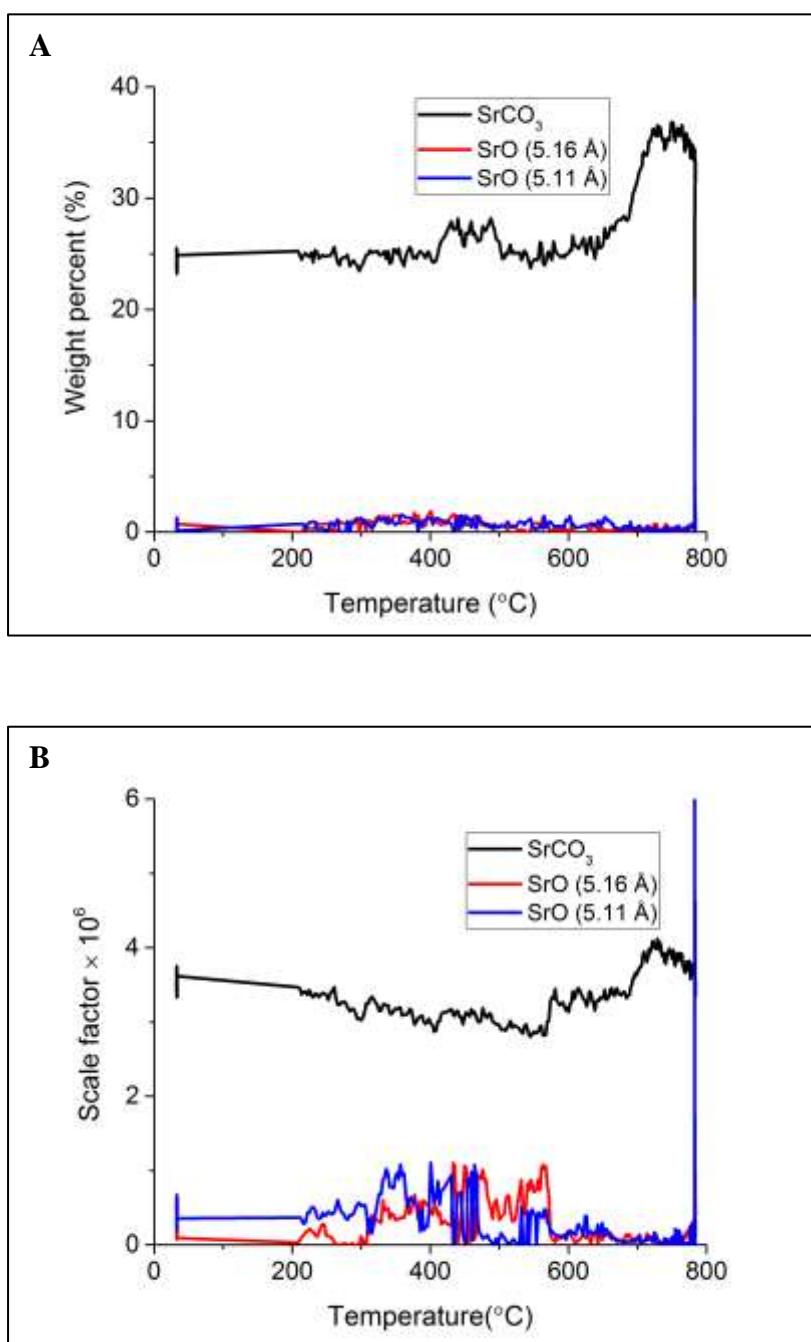 A
40
30
20
10
0
Weight percent (%)
SrCO₃
SrO (5.16 Å)
SrO (5.11 Å)
0 200 400 600 800
Temperature (°C)
B
6
4
2
0
Scale factor × 10⁶
SrCO₃
SrO (5.16 Å)
SrO (5.11 Å)
0 200 400 600 800
Temperature(°C)